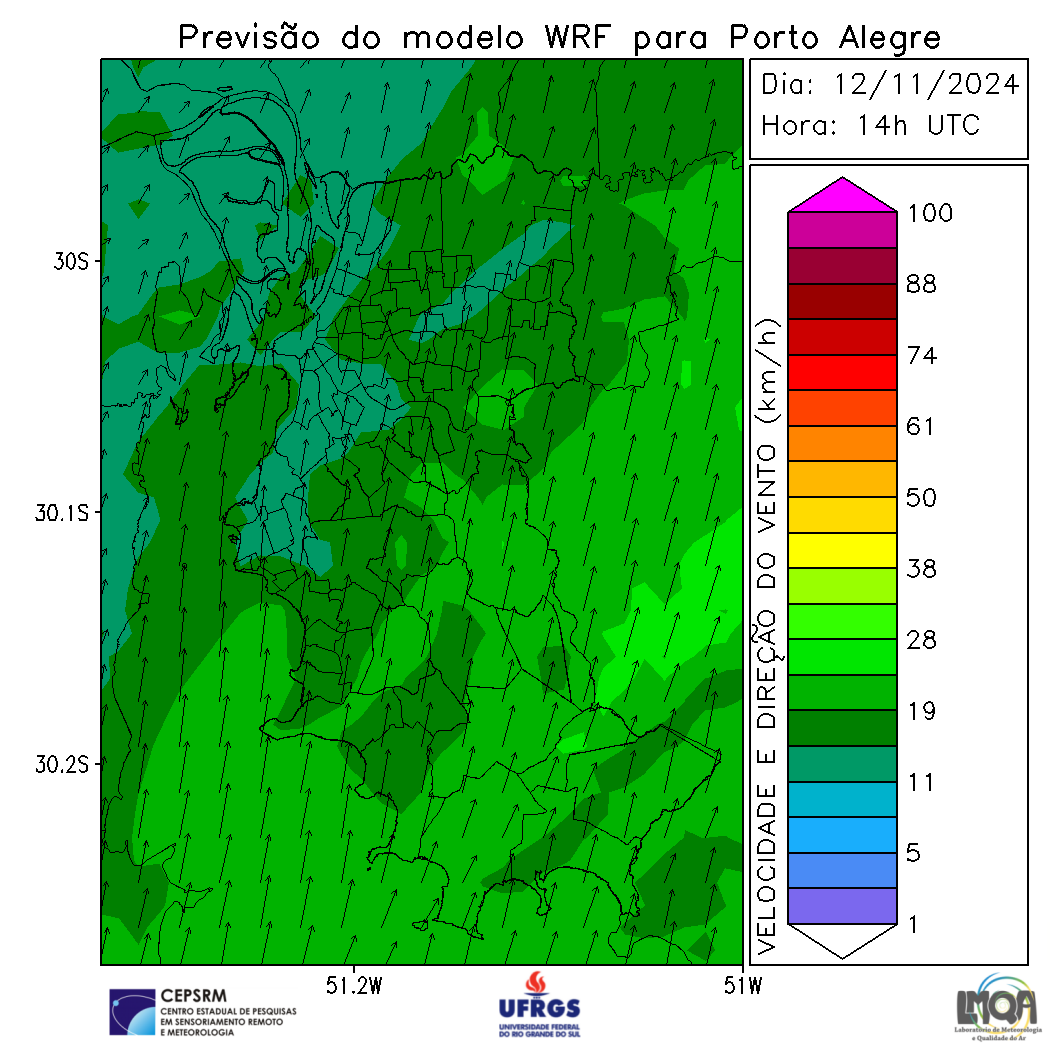 Previsão do modelo WRF para Porto Alegre
Dia: 12/11/2024
Hora: 14h UTC
30S
30.1S
30.2S
51.2W
51W
VELOCIDADE E DIREÇÃO DO VENTO (km/h)
100
88
74
61
50
38
28
19
11
5
1
CEPSRM
CENTRO ESTADUAL DE PESQUISAS
EM SENSORIAMENTO REMOTO
E METEOROLOGIA
UFRGS
UNIVERSIDADE FEDERAL
DO RIO GRANDE DO SUL
LMQA
Laboratório de Meteorologia
e Qualidade do Ar